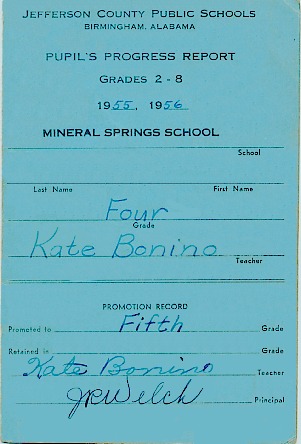 JEFFERSON COUNTY PUBLIC SCHOOLS
BIRMINGHAM, ALABAMA
PUPIL'S PROGRESS REPORT
GRADES 2 - 8
1955, 1956
MINERAL SPRINGS SCHOOL
School
Last Name First Name
Four
Grade
Kate Bonino
Teacher
PROMOTION RECORD
Promoted to Fifth Grade
Retained in Grade
Kate Bonino Teacher
JRWelch Principal